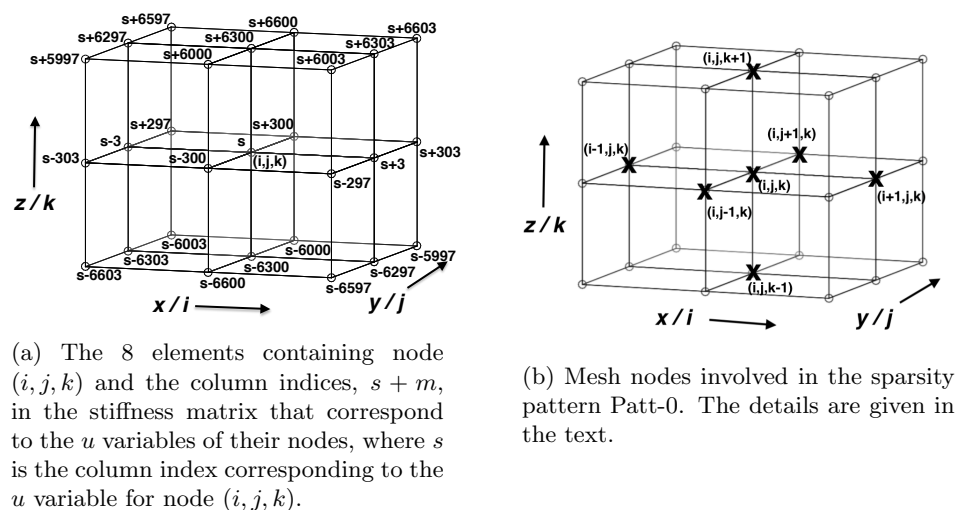 s+6597
s+6600
s+6603
s+6297
s+6300
s+6303
s+5997
s+6000
s+6003
s+297
s+300
s+303
s-3
s
s+3
s-303
s-300
(i,j,k)
s-297
s-6003
s-6000
s-5997
s-6303
s-6300
s-6297
s-6603
s-6600
s-6597
z/k
x/i
y/j
(a) The 8 elements containing node
(i, j, k) and the column indices, s + m,
in the stiffness matrix that correspond
to the u variables of their nodes, where s
is the column index corresponding to the
u variable for node (i, j, k).
(i,j,k+1)
(i,j+1,k)
(i-1,j,k)
(i,j,k)
(i+1,j,k)
(i,j-1,k)
(i,j,k-1)
z/k
x/i
y/j
(b) Mesh nodes involved in the sparsity
pattern Patt-0. The details are given in
the text.